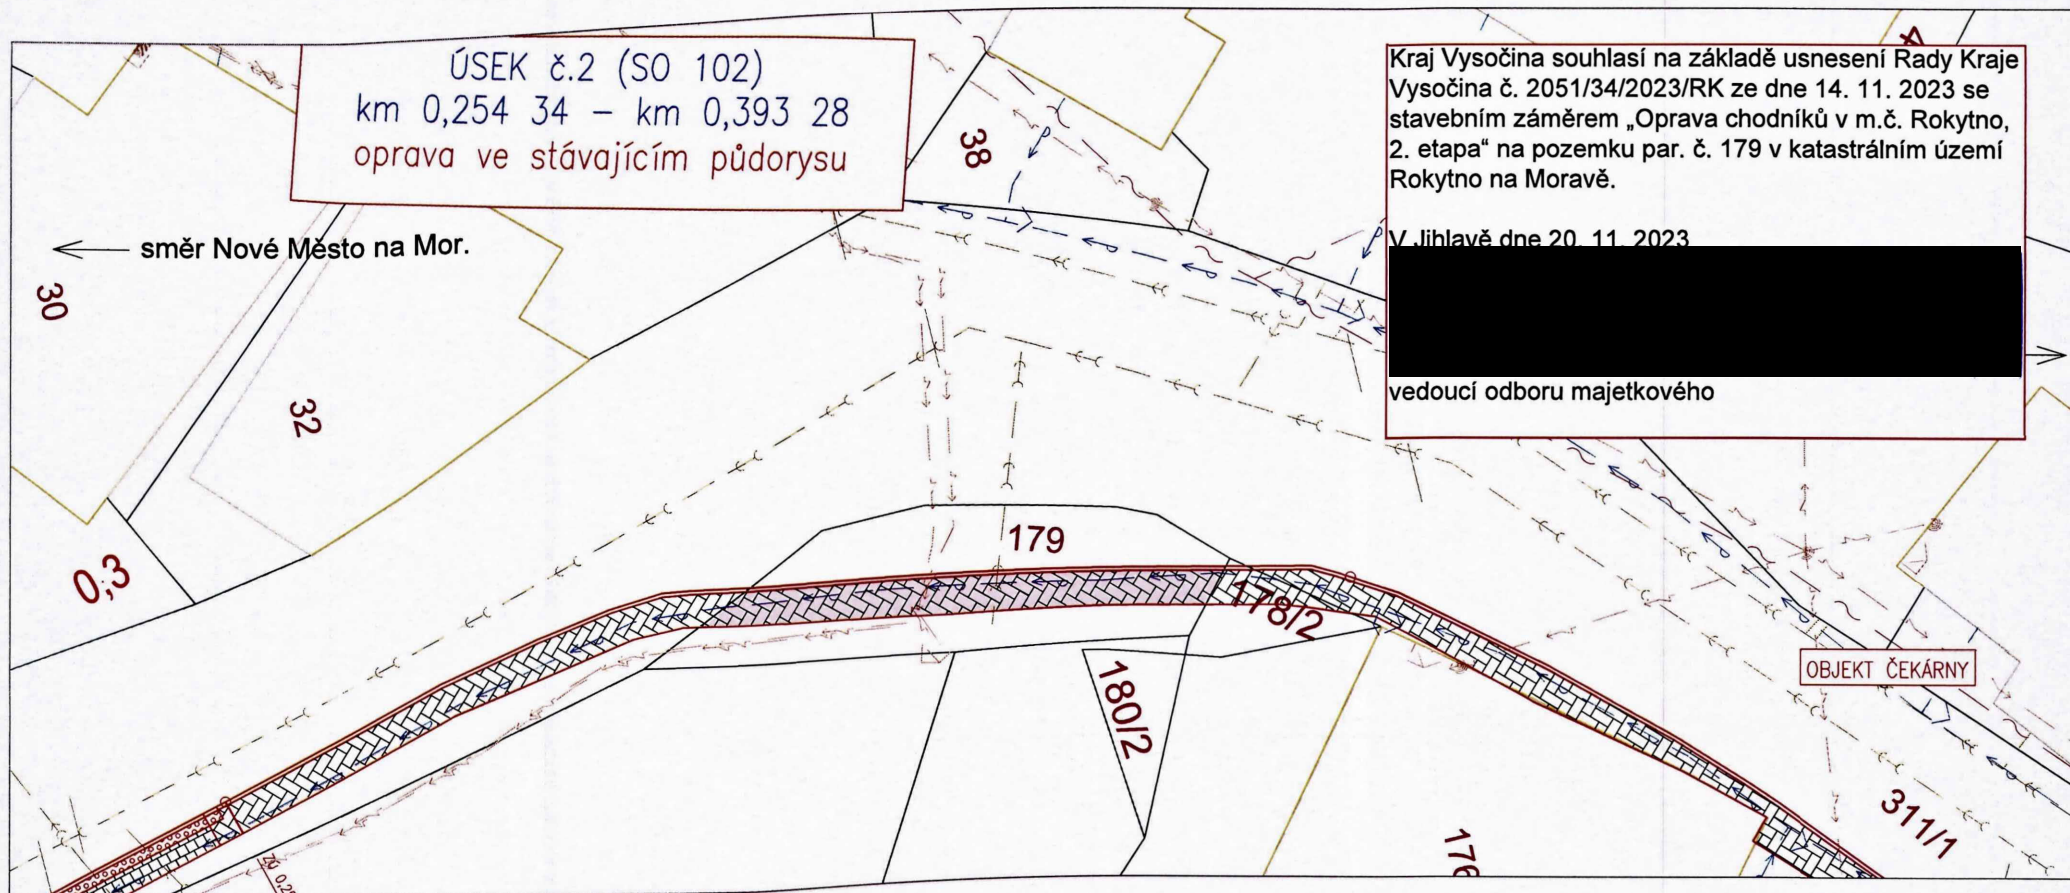 ÚSEK č.2 (SO 102)
km 0,254 34 – km 0,393 28
oprava ve stávajícím půdorysu
Kraj Vysočina souhlasí na základě usnesení Rady Kraje
Vysočina č. 2051/34/2023/RK ze dne 14. 11. 2023 se
stavebním záměrem „Oprava chodníků v m.č. Rokytno,
2. etapa“ na pozemku par. č. 179 v katastrálním území
Rokytno na Moravě.
V Jihlavě dne 20. 11. 2023
vedoucí odboru majetkového
směr Nové Město na Mor.
38
30
32
0,3
179
178/2
180/2
OBJEKT ČEKÁRNY
311/1
176